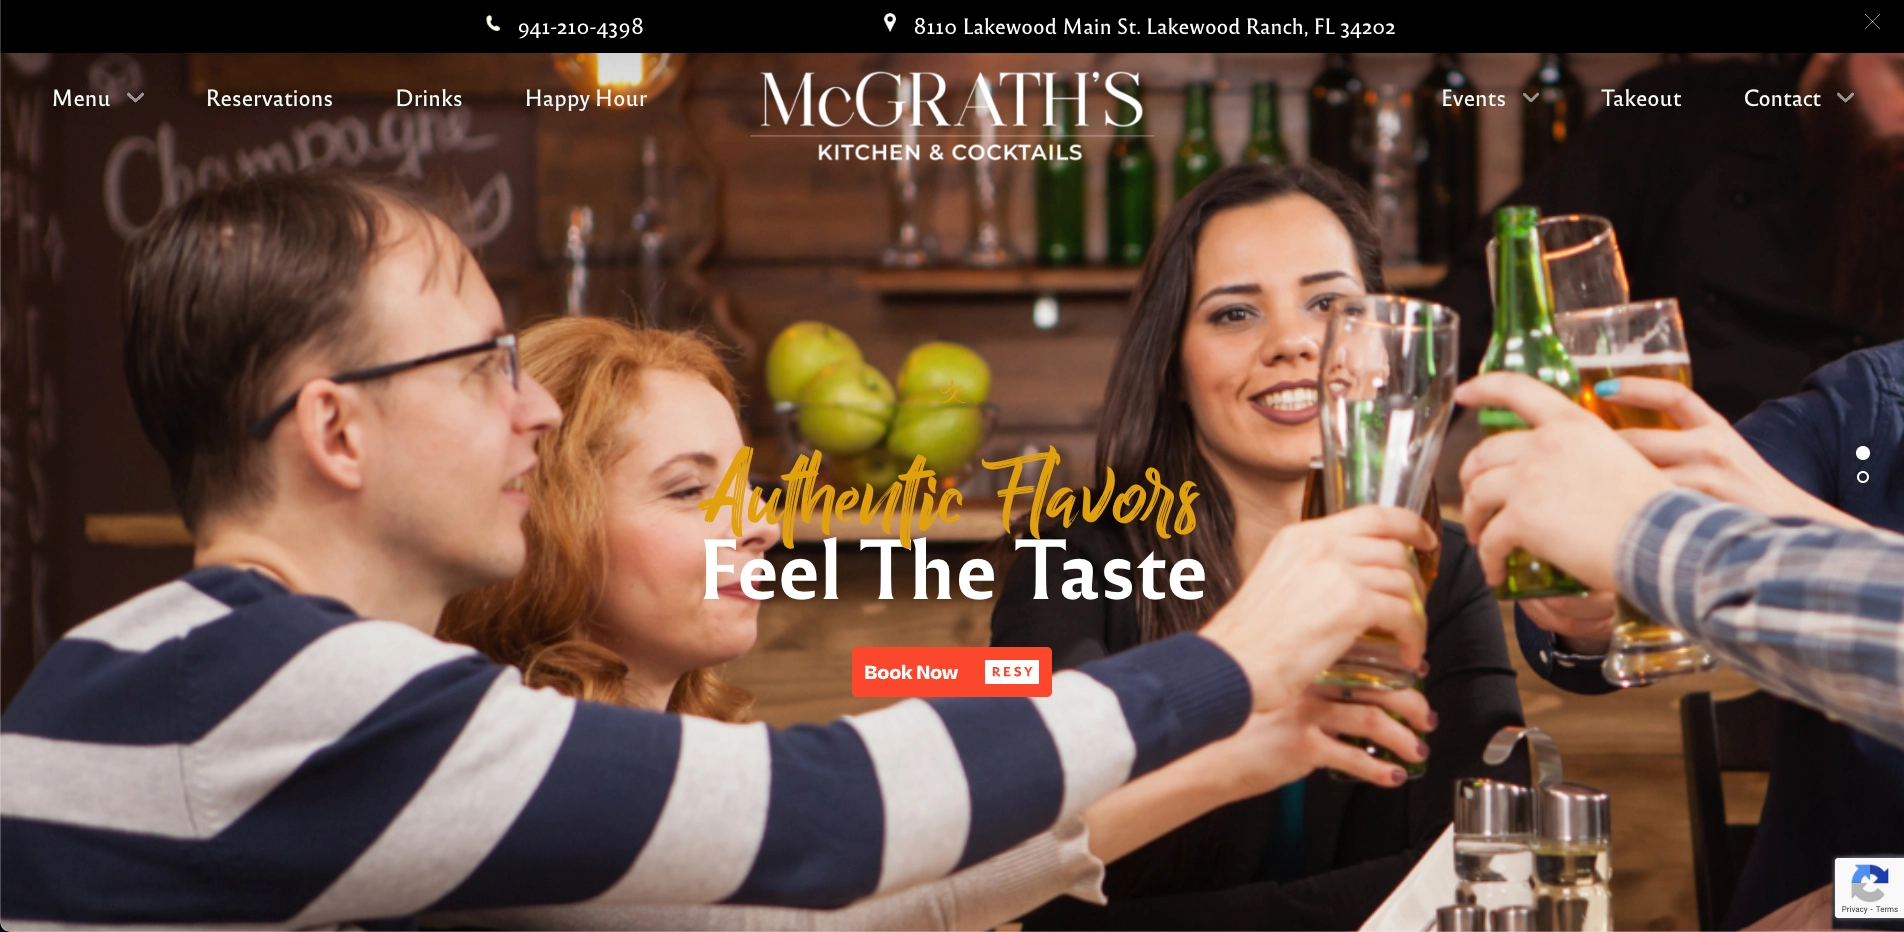 941-210-4398
8110 Lakewood Main St. Lakewood Ranch, FL 34202
Menu
Reservations
Drinks
Happy Hour
McGRATH'S
KITCHEN & COCKTAILS
Events
Takeout
Contact
Champagne
Authentic Flavors
Feel The Taste
Book Now
RESY
Privacy - Terms